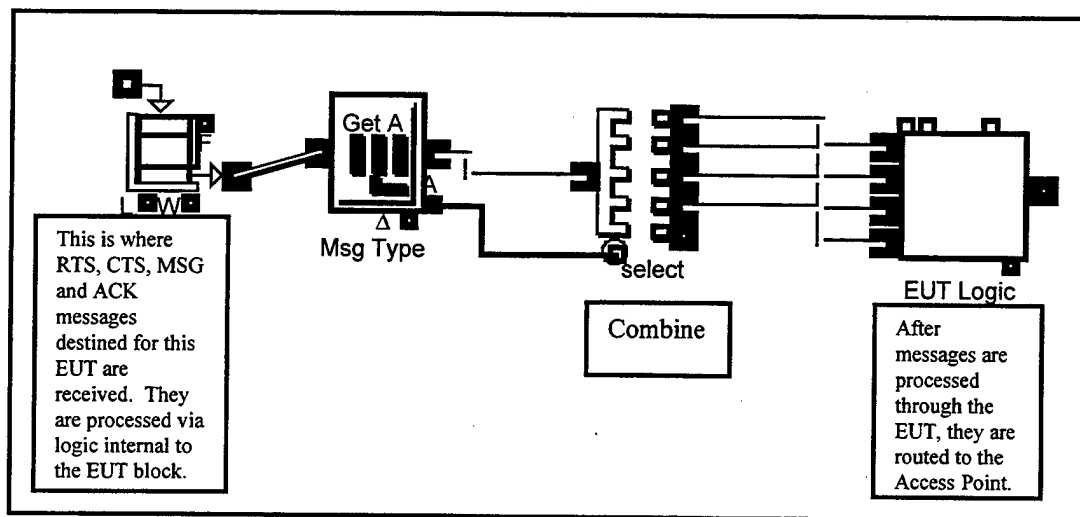 Get A
A
Δ
Msg Type
select
Combine
EUT Logic
F
L W
This is where
RTS, CTS, MSG
and ACK
messages
destined for this
EUT are
received. They
are processed via
logic internal to
the EUT block.
After
messages are
processed
through the
EUT, they are
routed to the
Access Point.